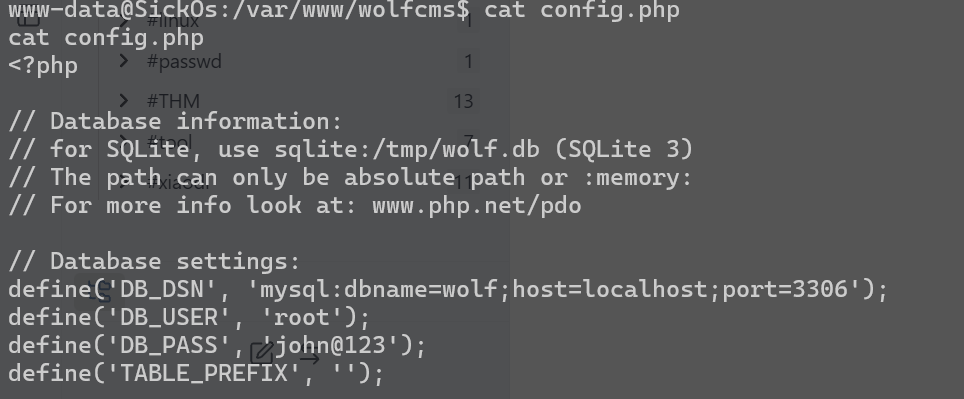 www-data@SickOs:/var/www/wolfcms$ cat config.php
#linux 1
cat config.php
<?php
#passwd 1
#THM 13
// Database information:
#tool 7
// for SQLite, use sqlite:/tmp/wolf.db (SQLite 3)
// The path can only be absolute path or :memory:
11
// For more info look at: www.php.net/pdo
// Database settings:
define('DB_DSN', 'mysql:dbname=wolf;host=localhost;port=3306');
define('DB_USER', 'root');
define('DB_PASS', 'john@123');
define('TABLE_PREFIX', '');